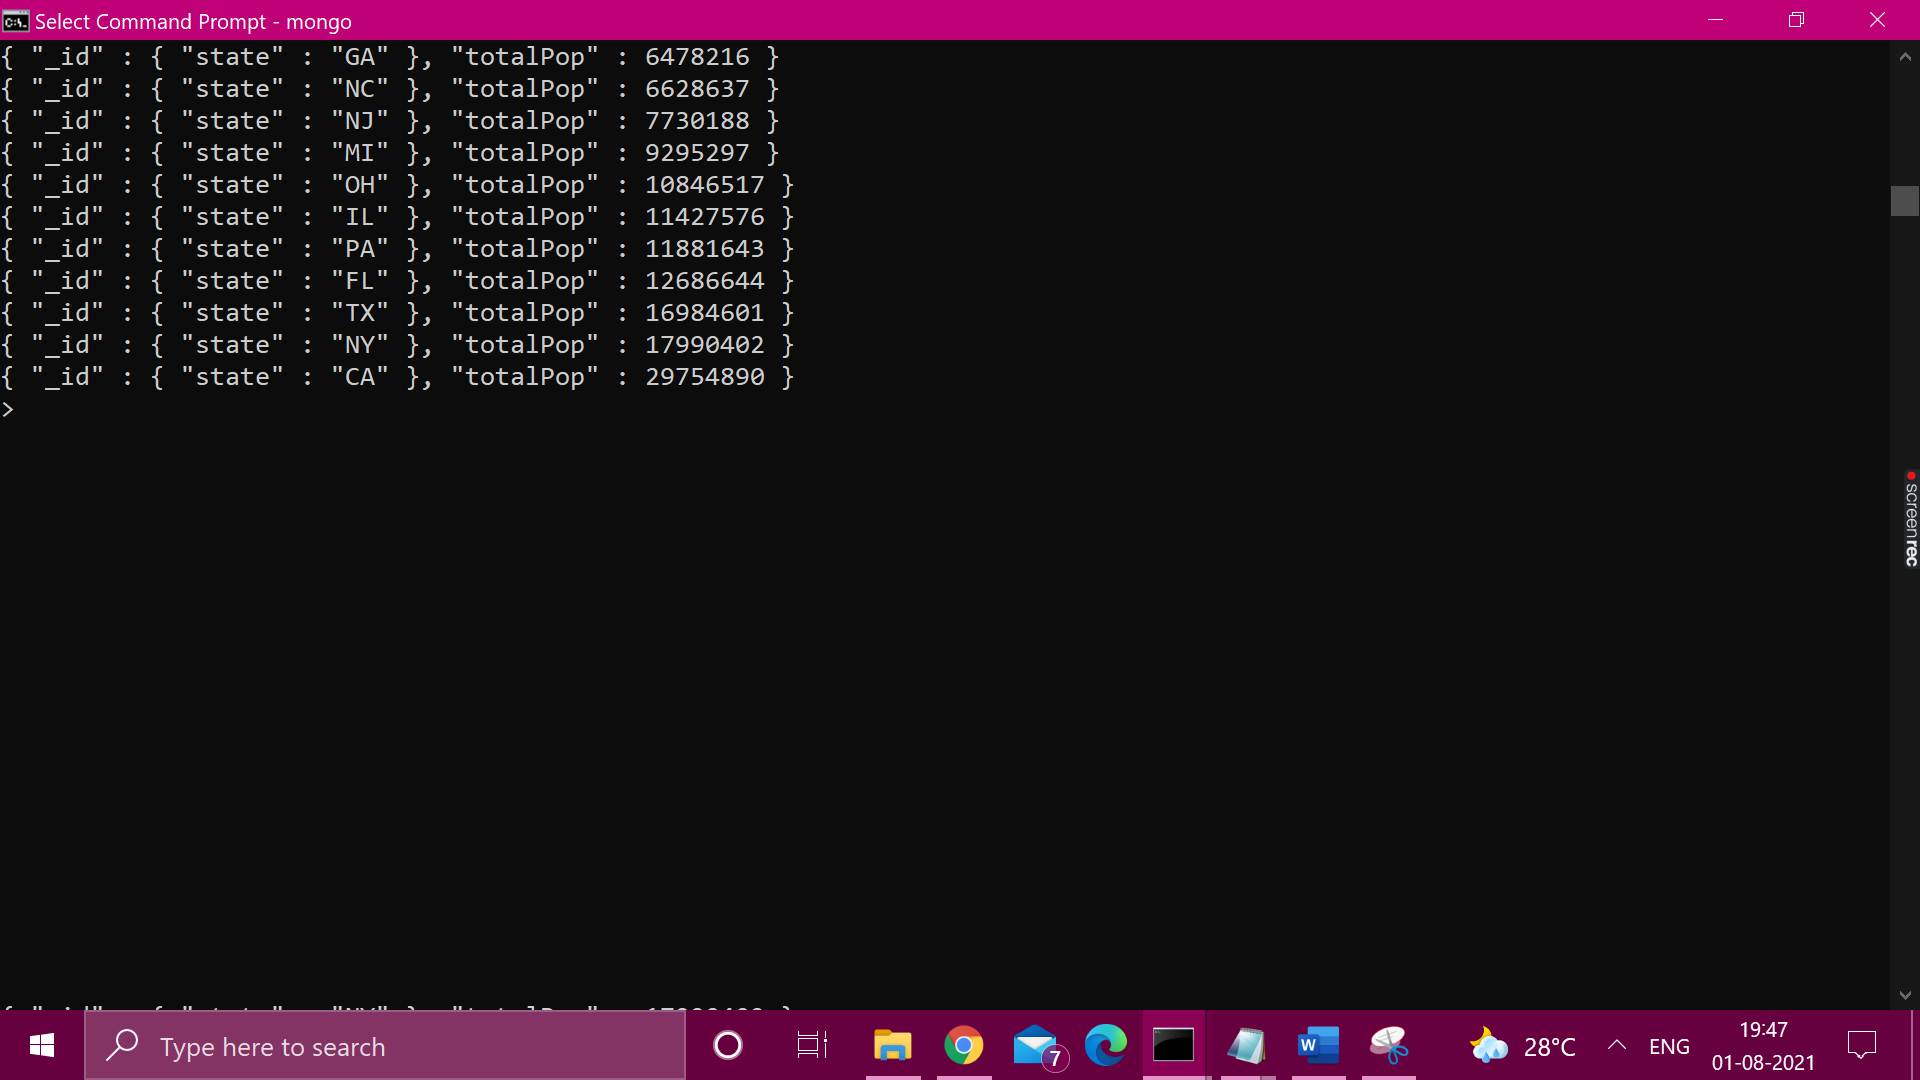 Select Command Prompt - mongo
{ "_id" : { "state" : "GA" }, "totalPop" : 6478216 }
{ "_id" : { "state" : "NC" }, "totalPop" : 6628637 }
{ "_id" : { "state" : "NJ" }, "totalPop" : 7730188 }
{ "_id" : { "state" : "MI" }, "totalPop" : 9295297 }
{ "_id" : { "state" : "OH" }, "totalPop" : 10846517 }
{ "_id" : { "state" : "IL" }, "totalPop" : 11427576 }
{ "_id" : { "state" : "PA" }, "totalPop" : 11881643 }
{ "_id" : { "state" : "FL" }, "totalPop" : 12686644 }
{ "_id" : { "state" : "TX" }, "totalPop" : 16984601 }
{ "_id" : { "state" : "NY" }, "totalPop" : 17990402 }
{ "_id" : { "state" : "CA" }, "totalPop" : 29754890 }
>
screenrec
Type here to search
7
28°C
ENG
19:47
01-08-2021